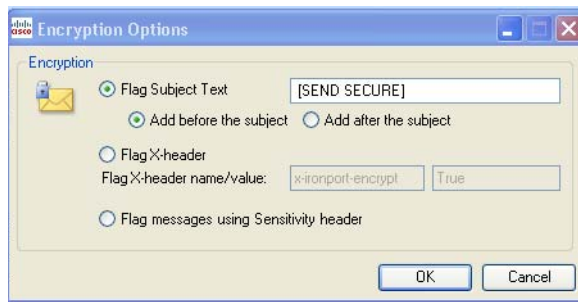 cisco Encryption Options
Encryption
Flag Subject Text [SEND SECURE]
Add before the subject Add after the subject
Flag X-header
Flag X-header name/value: x-ironport-encrypt True
Flag messages using Sensitivity header
OK Cancel